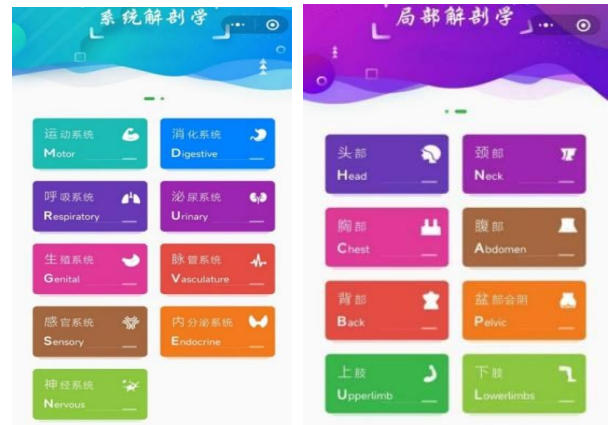 系统解剖学
运动系统
Motor
消化系统
Digestive
呼吸系统
Respiratory
泌尿系统
Urinary
生殖系统
Genital
脉管系统
Vasculature
感官系统
Sensory
内分泌系统
Endocrine
神经系统
Nervous
局部解剖学
头部
Head
颈部
Neck
胸部
Chest
腹部
Abdomen
背部
Back
盆部会阴
Pelvic
上肢
Upperlimb
下肢
Lowerlimbs